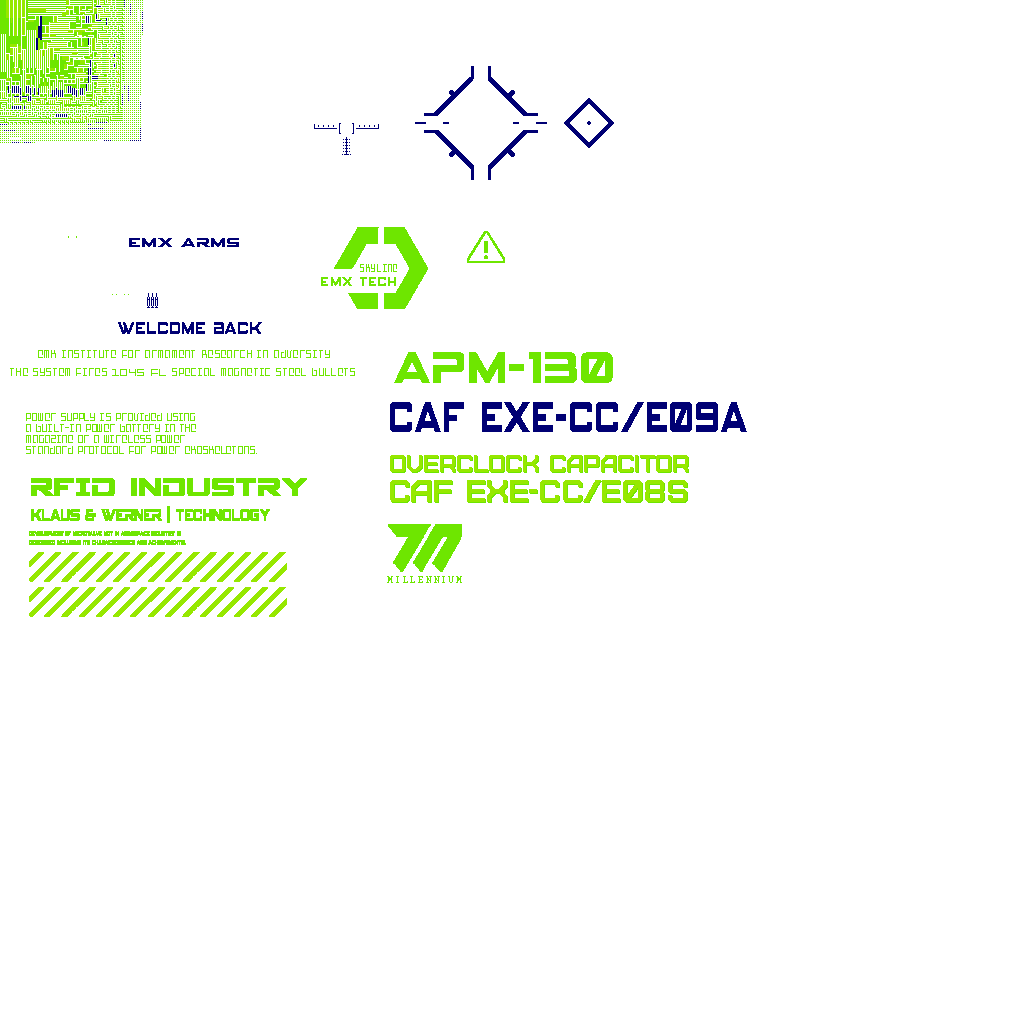 EMX ARMS
SKYLINE
EMX TECH
WELCOME BACK
EMX INSTITUTE FOR ARMAMENT RESEARCH IN ADVERSITY
THE SYSTEM FIRES 1045 FL SPECIAL MAGNETIC STEEL BULLETS
APM-130
CAF EXE-CC/E09A
POWER SUPPLY IS PROVIDED USING
A BUILT-IN POWER BATTERY IN THE
MAGAZINE OR A WIRELESS POWER
STANDARD PROTOCOL FOR POWER EXOSKELETONS.
OVERCLOCK CAPACITOR
CAF EXE-CC/E08S
RFID INDUSTRY
KLAUS & WERNER | TECHNOLOGY
MILLENNIUM